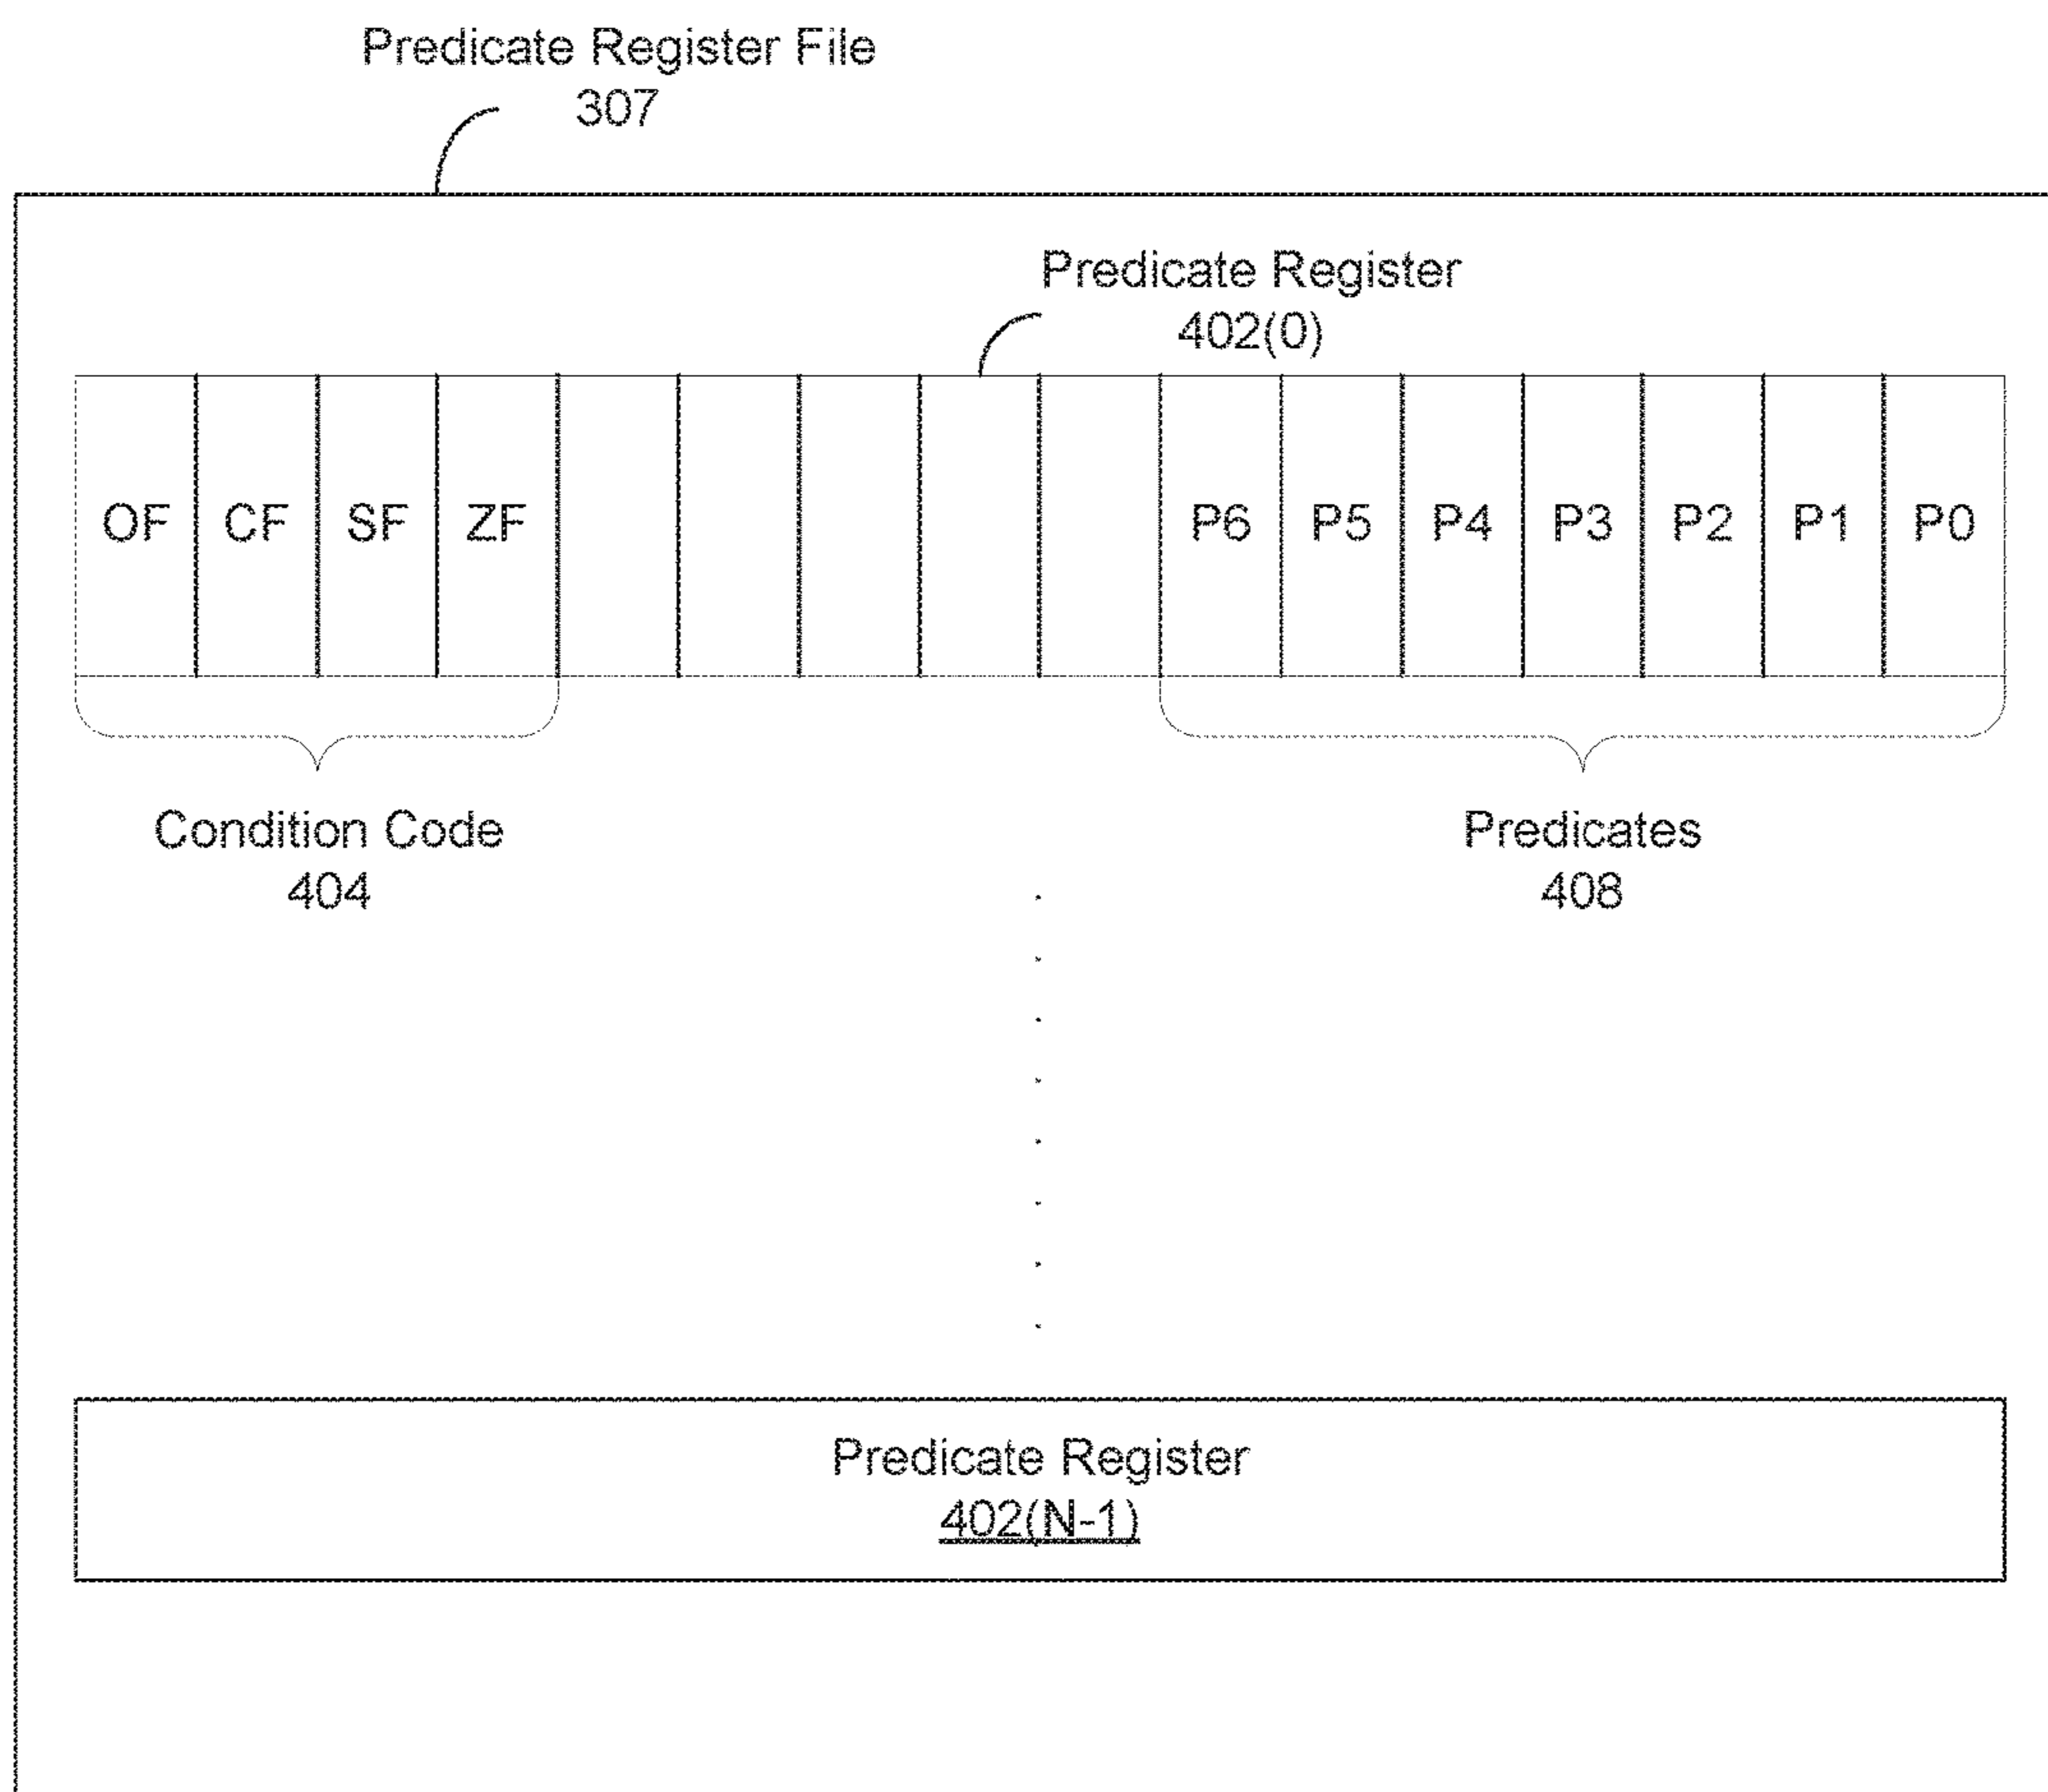 Predicate Register File
307
Predicate Register
402(0)
OF CF SF ZF P6 P5 P4 P3 P2 P1 P0
Condition Code
404
Predicates
408
Predicate Register
402(N-1)